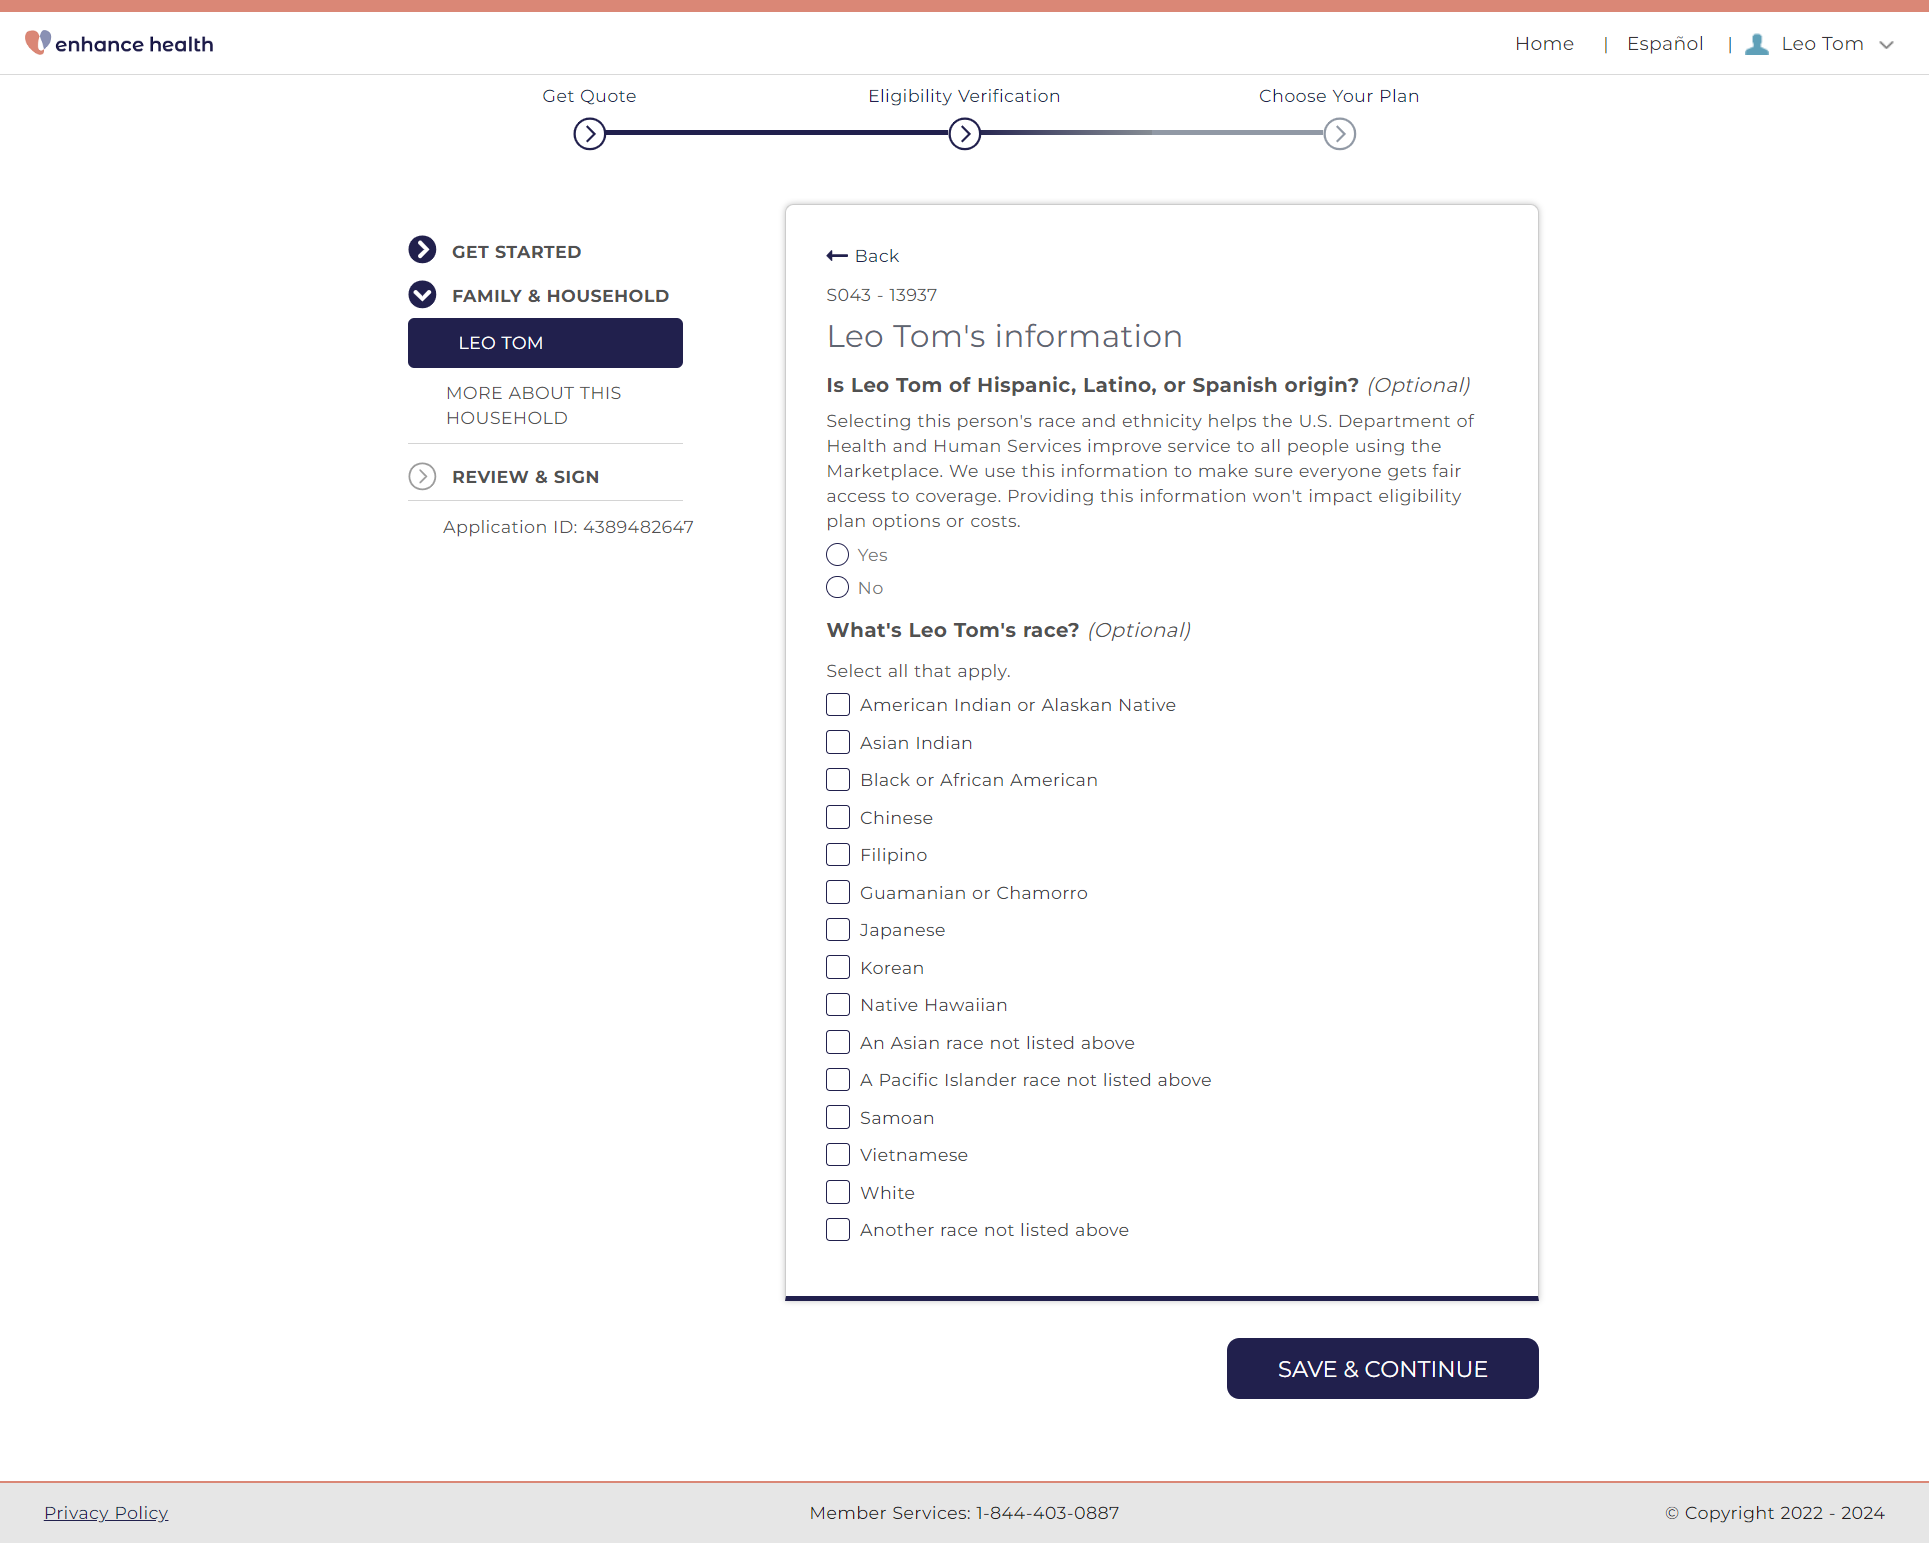 enhance health
Home | Español | Leo Tom
Get Quote
Eligibility Verification
Choose Your Plan
GET STARTED
FAMILY & HOUSEHOLD
LEO TOM
MORE ABOUT THIS
HOUSEHOLD
REVIEW & SIGN
Application ID: 4389482647
Back
S043 - 13937
Leo Tom's information
Is Leo Tom of Hispanic, Latino, or Spanish origin? (Optional)
Selecting this person's race and ethnicity helps the U.S. Department of
Health and Human Services improve service to all people using the
Marketplace. We use this information to make sure everyone gets fair
access to coverage. Providing this information won't impact eligibility
plan options or costs.
Yes
No
What's Leo Tom's race? (Optional)
Select all that apply.
American Indian or Alaskan Native
Asian Indian
Black or African American
Chinese
Filipino
Guamanian or Chamorro
Japanese
Korean
Native Hawaiian
An Asian race not listed above
A Pacific Islander race not listed above
Samoan
Vietnamese
White
Another race not listed above
SAVE & CONTINUE
Privacy Policy
Member Services: 1-844-403-0887
© Copyright 2022 - 2024